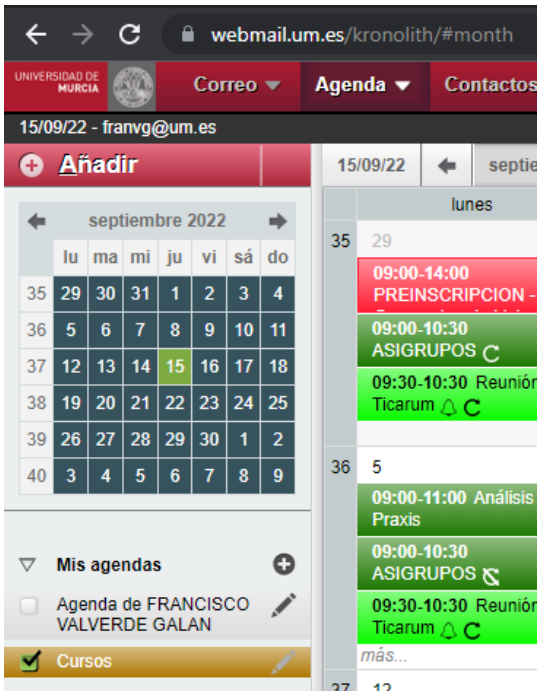 webmail.um.es/kronolith/#month
UNIVERSIDAD DE
MURCIA
Correo
Agenda
Contactos
15/09/22 - franvg@um.es
Añadir
15/09/22
septie
septiembre 2022
lu ma mi ju vi sá do
35 29 30 31 1 2 3 4
36 5 6 7 8 9 10 11
37 12 13 14 15 16 17 18
38 19 20 21 22 23 24 25
39 26 27 28 29 30 1 2
40 3 4 5 6 7 8 9
Mis agendas
Agenda de FRANCISCO
VALVERDE GALAN
Cursos
lunes
35 29
09:00-14:00
PREINSCRIPCION -
09:00-10:30
ASIGRUPOS
09:30-10:30 Reunión
Ticarum
36 5
09:00-11:00 Análisis
Praxis
09:00-10:30
ASIGRUPOS
09:30-10:30 Reunión
Ticarum
más...
37 12